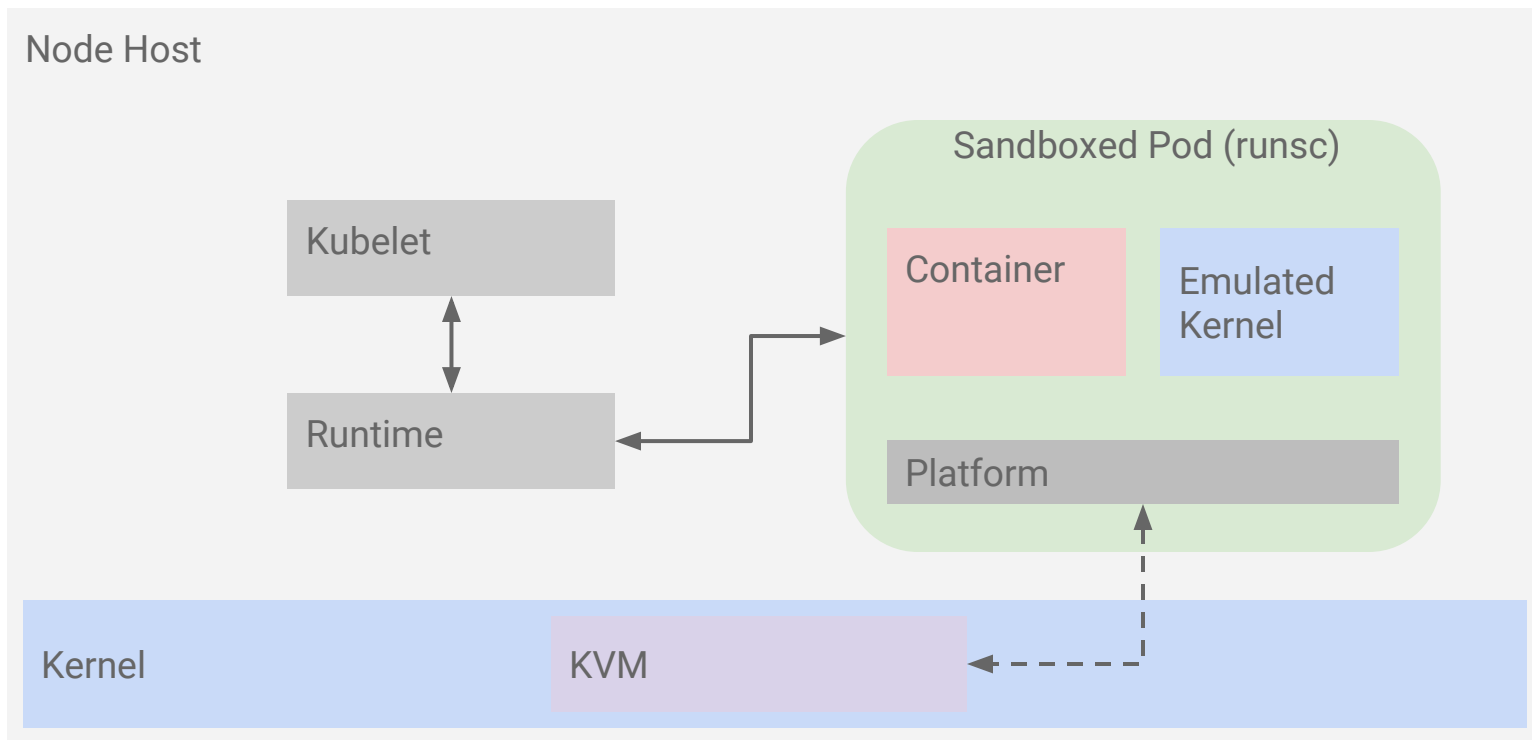 Node Host
Sandboxed Pod (runsc)
Kubelet
Container
Emulated
Kernel
Runtime
Platform
Kernel
KVM